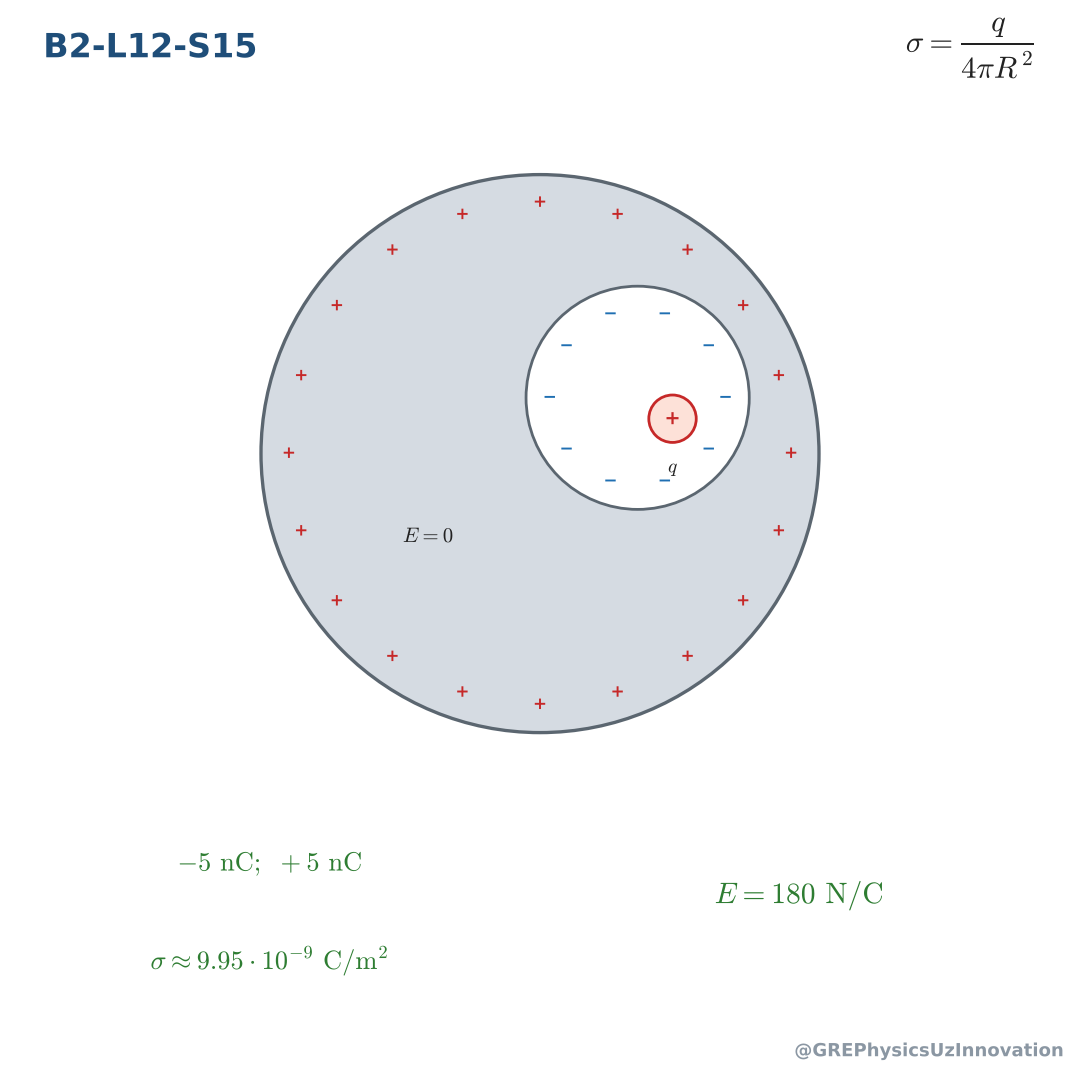 B2-L12-S15
σ = q / 4πR²
+ + + + + + + + + + + + + + + + + + + +
− − − − − − − − − −
+
q
E = 0
−5 nC; +5 nC
E = 180 N/C
σ ≈ 9.95 · 10⁻⁹ C/m²
@GREPhysicsUzInnovation